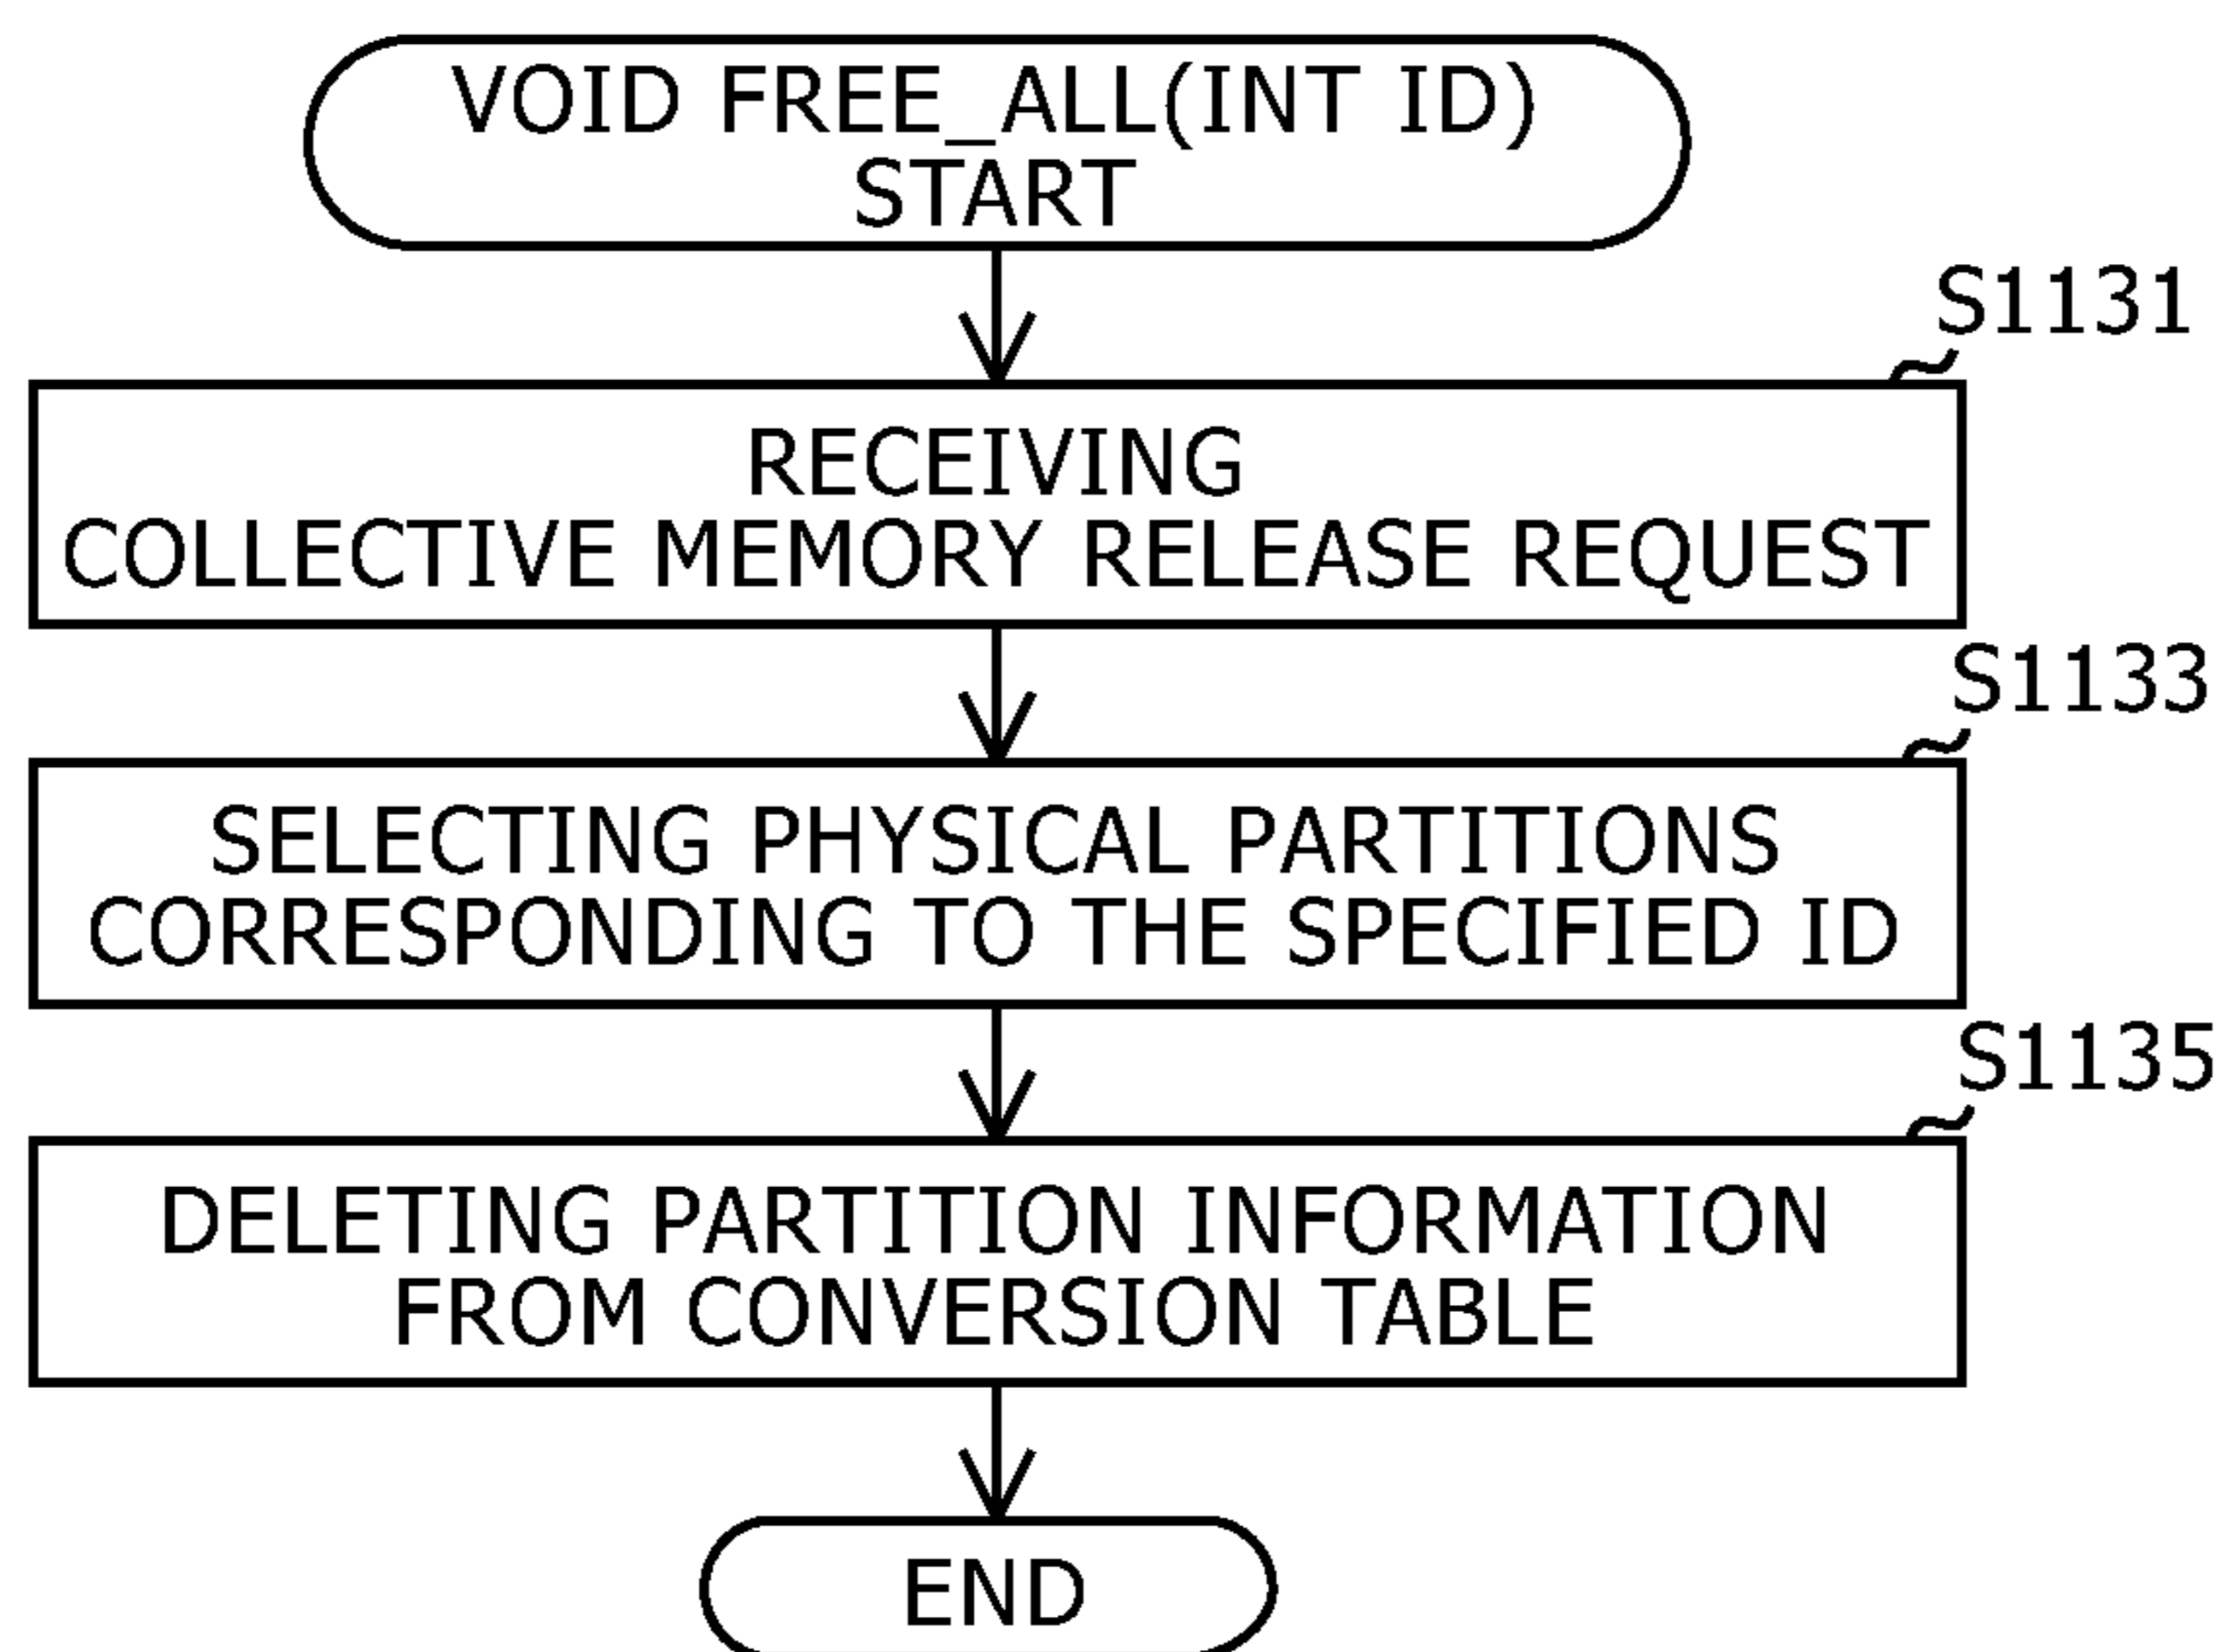 VOID FREE_ALL(INT ID)
START
S1131
RECEIVING
COLLECTIVE MEMORY RELEASE REQUEST
S1133
SELECTING PHYSICAL PARTITIONS
CORRESPONDING TO THE SPECIFIED ID
S1135
DELETING PARTITION INFORMATION
FROM CONVERSION TABLE
END